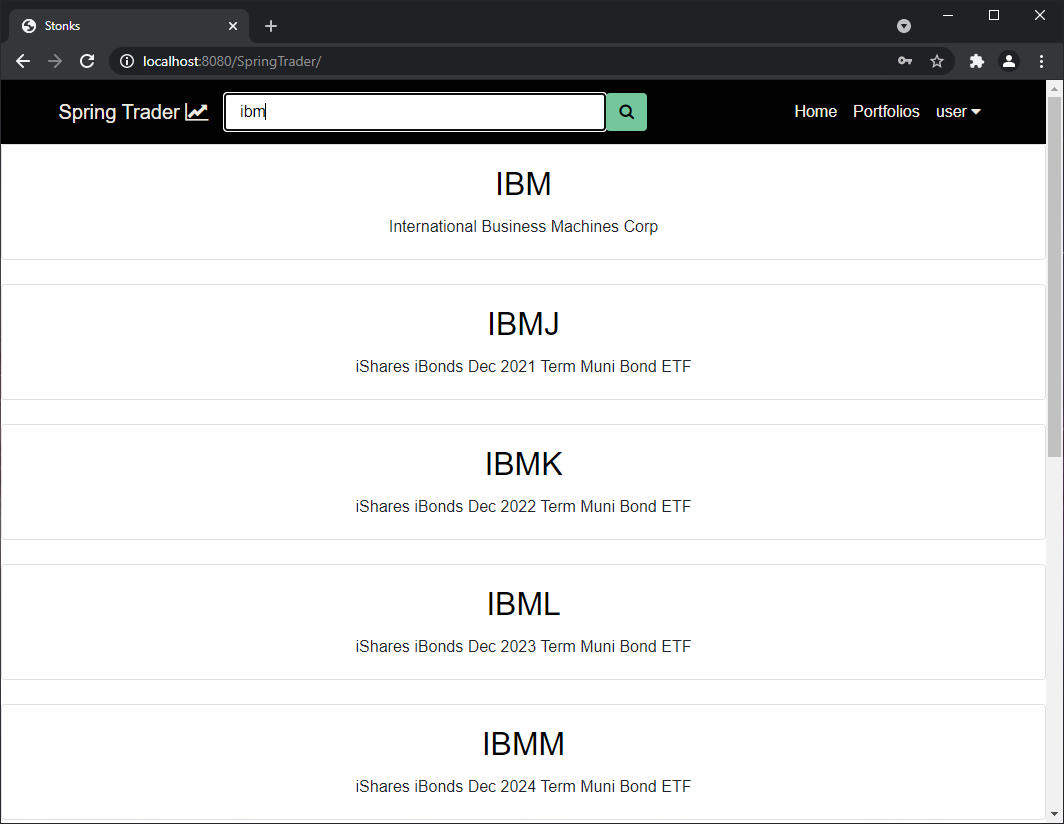 Stonks
localhost:8080/SpringTrader/
Spring Trader ibm Home Portfolios user
IBM
International Business Machines Corp
IBMJ
iShares iBonds Dec 2021 Term Muni Bond ETF
IBMK
iShares iBonds Dec 2022 Term Muni Bond ETF
IBML
iShares iBonds Dec 2023 Term Muni Bond ETF
IBMM
iShares iBonds Dec 2024 Term Muni Bond ETF